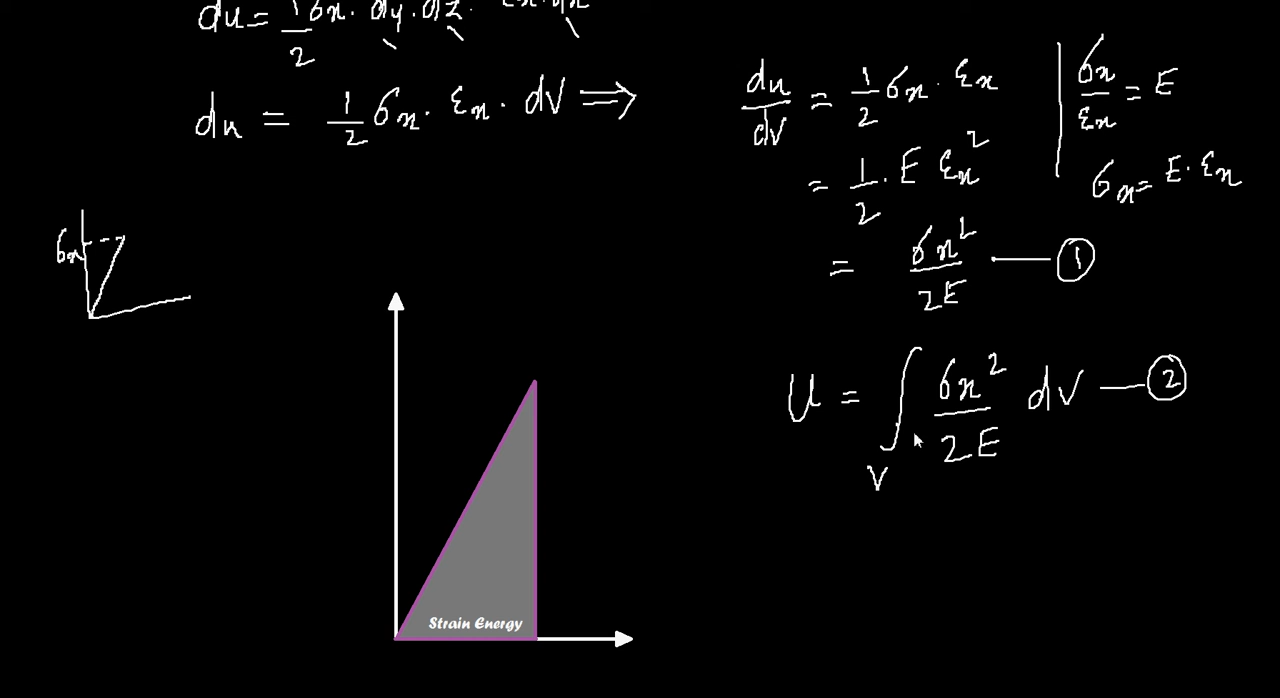 du = 1/2 σx · dy · dz · εx · dx
du = 1/2 σx · εx · dV ⟹
du/dV = 1/2 σx · εx | σx/εx = E
= 1/2 · E εx² σx = E · εx
= σx²/2E — ①
σx
U = ∫V σx²/2E dV — ②
Strain Energy